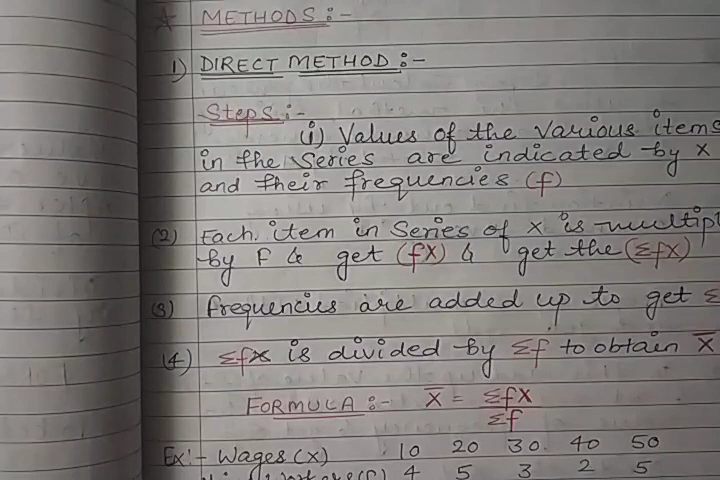 ☆ METHODS :-
1) DIRECT METHOD :-
Steps :-
(i) Values of the various items
in the series are indicated by x
and their frequencies (f)
(2) Each item in series of x is multipl
by F & get (fX) & get the (Σfx)
(3) frequencies are added up to get Σ
(4) Σfx is divided by Σf to obtain X̅
FORMULA :- X̅ = ΣfX / Σf
Ex:- Wages (x) 10 20 30 40 50
(f) 4 5 3 2 5